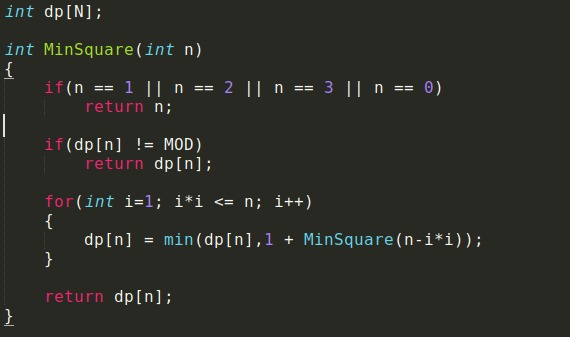 int dp[N];
int MinSquare(int n)
{
if(n == 1 || n == 2 || n == 3 || n == 0)
return n;
if(dp[n] != MOD)
return dp[n];
for(int i=1; i*i <= n; i++)
{
dp[n] = min(dp[n],1 + MinSquare(n-i*i));
}
return dp[n];
}